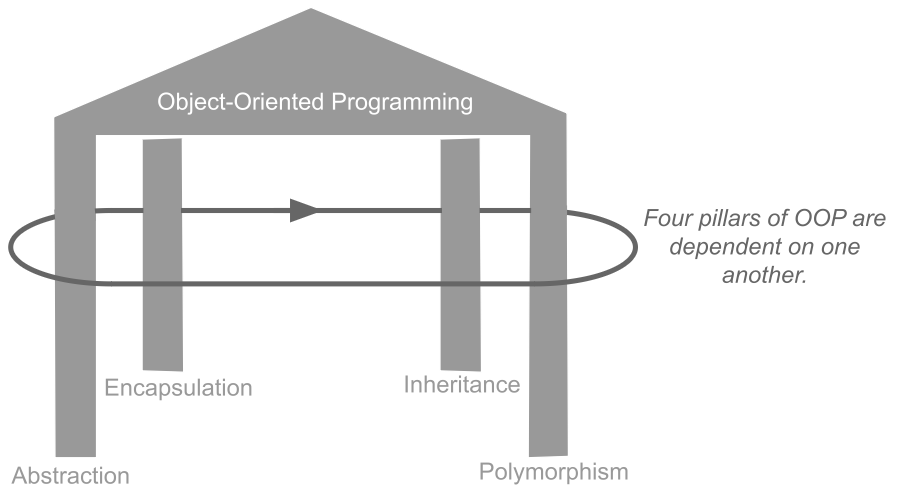 Object-Oriented Programming
Four pillars of OOP are
dependent on one
another.
Encapsulation
Inheritance
Abstraction
Polymorphism